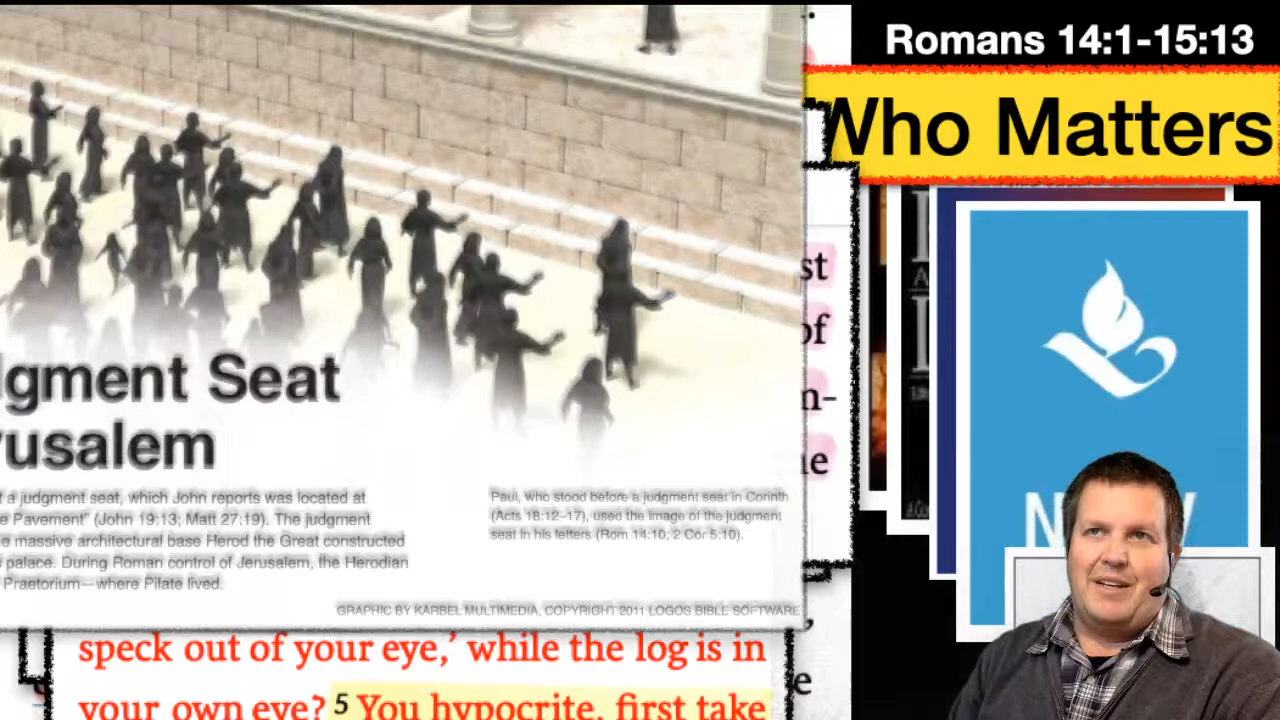 Romans 14:1-15:13
Who Matters
st
of
n-
ne
dgment Seat
rusalem
t a judgment seat, which John reports was located at
e Pavement" (John 19:13; Matt 27:19). The judgment
e massive architectural base Herod the Great constructed
s palace. During Roman control of Jerusalem, the Herodian
Praetorium—where Pilate lived.
Paul, who stood before a judgment seat in Corinth
(Acts 18:12–17), used the image of the judgment
seat in his letters (Rom 14:10; 2 Cor 5:10).
GRAPHIC BY KARBEL MULTIMEDIA, COPYRIGHT 2011 LOGOS BIBLE SOFTWARE
speck out of your eye,’ while the log is in
your own eye? 5 You hypocrite, first take
e